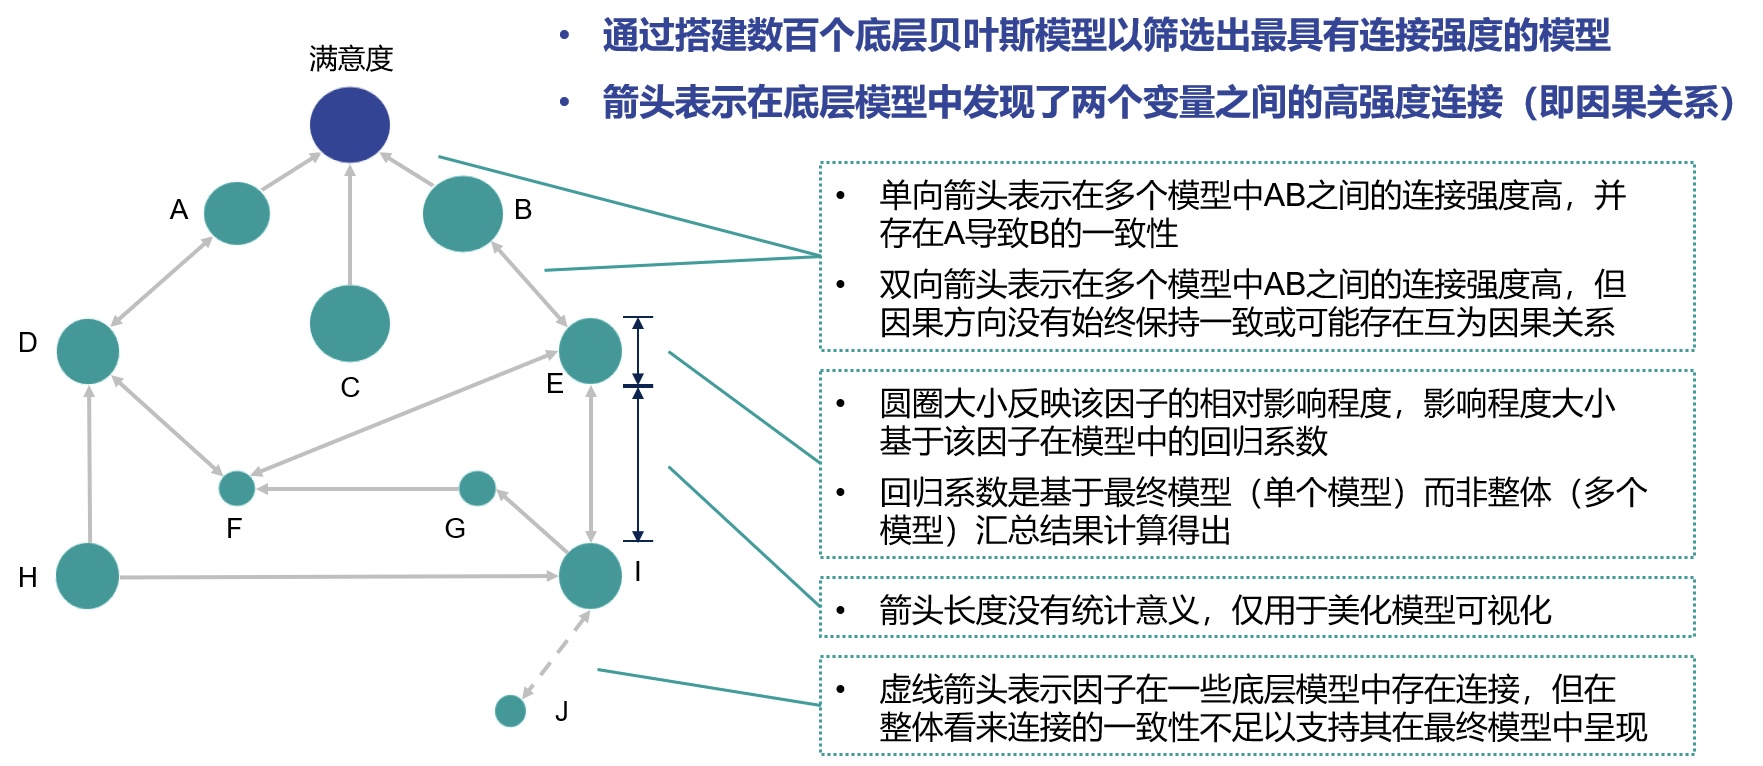 • 通过搭建数百个底层贝叶斯模型以筛选出最具有连接强度的模型
• 箭头表示在底层模型中发现了两个变量之间的高强度连接（即因果关系）
满意度
A
B
C
D
E
F
G
H
I
J
• 单向箭头表示在多个模型中AB之间的连接强度高，并
存在A导致B的一致性
• 双向箭头表示在多个模型中AB之间的连接强度高，但
因果方向没有始终保持一致或可能存在互为因果关系
• 圆圈大小反映该因子的相对影响程度，影响程度大小
基于该因子在模型中的回归系数
• 回归系数是基于最终模型（单个模型）而非整体（多个
模型）汇总结果计算得出
• 箭头长度没有统计意义，仅用于美化模型可视化
• 虚线箭头表示因子在一些底层模型中存在连接，但在
整体看来连接的一致性不足以支持其在最终模型中呈现